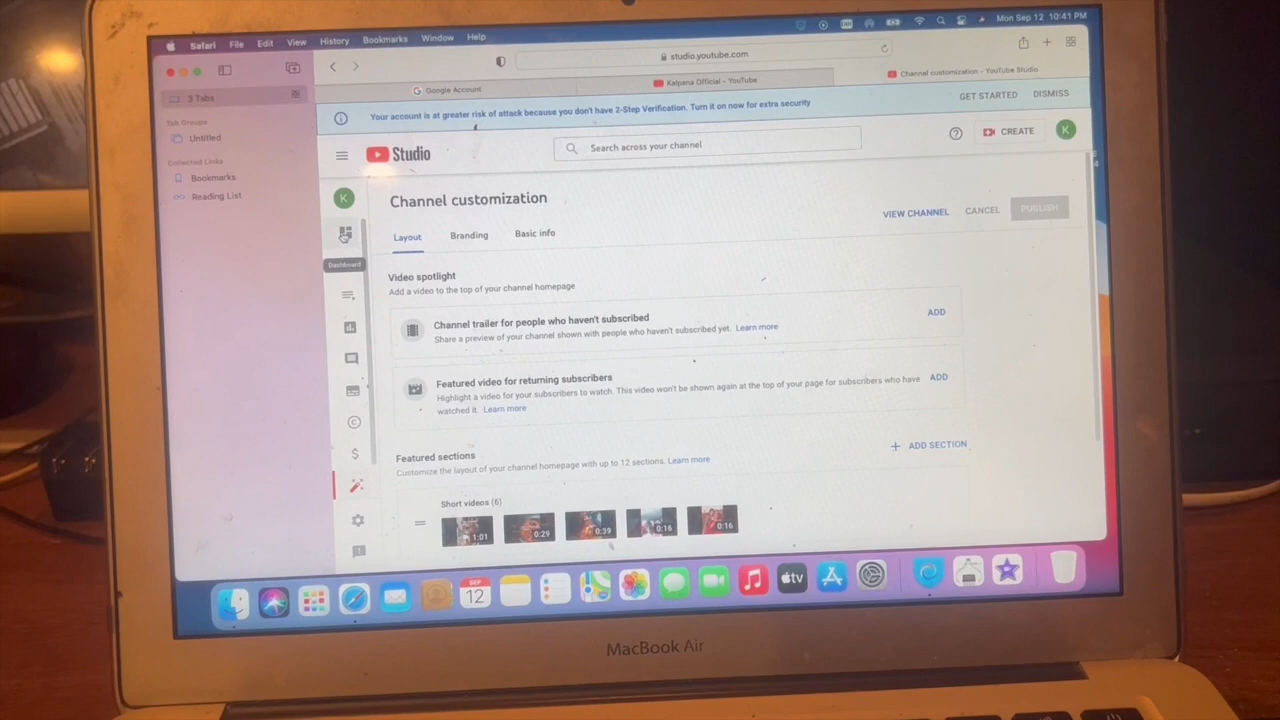 Safari File Edit View History Bookmarks Window Help
Mon Sep 12 10:41 PM
3 Tabs
Tab Groups
Untitled
Collected Links
Bookmarks
Reading List
studio.youtube.com
Google Account
Kalpana Official - YouTube
Channel customization - YouTube Studio
Your account is at greater risk of attack because you don't have 2-Step Verification. Turn it on now for extra security
GET STARTED DISMISS
Studio
Search across your channel
CREATE
K
K
Channel customization
VIEW CHANNEL CANCEL PUBLISH
Layout Branding Basic info
Dashboard
Video spotlight
Add a video to the top of your channel homepage
Channel trailer for people who haven't subscribed
Share a preview of your channel shown with people who haven't subscribed yet. Learn more
ADD
Featured video for returning subscribers
Highlight a video for your subscribers to watch. This video won't be shown again at the top of your page for subscribers who have
watched it. Learn more
ADD
Featured sections
Customize the layout of your channel homepage with up to 12 sections. Learn more
+ ADD SECTION
Short videos (6)
1:01 0:29 0:39 0:16 0:16
SEP
12
tv
MacBook Air